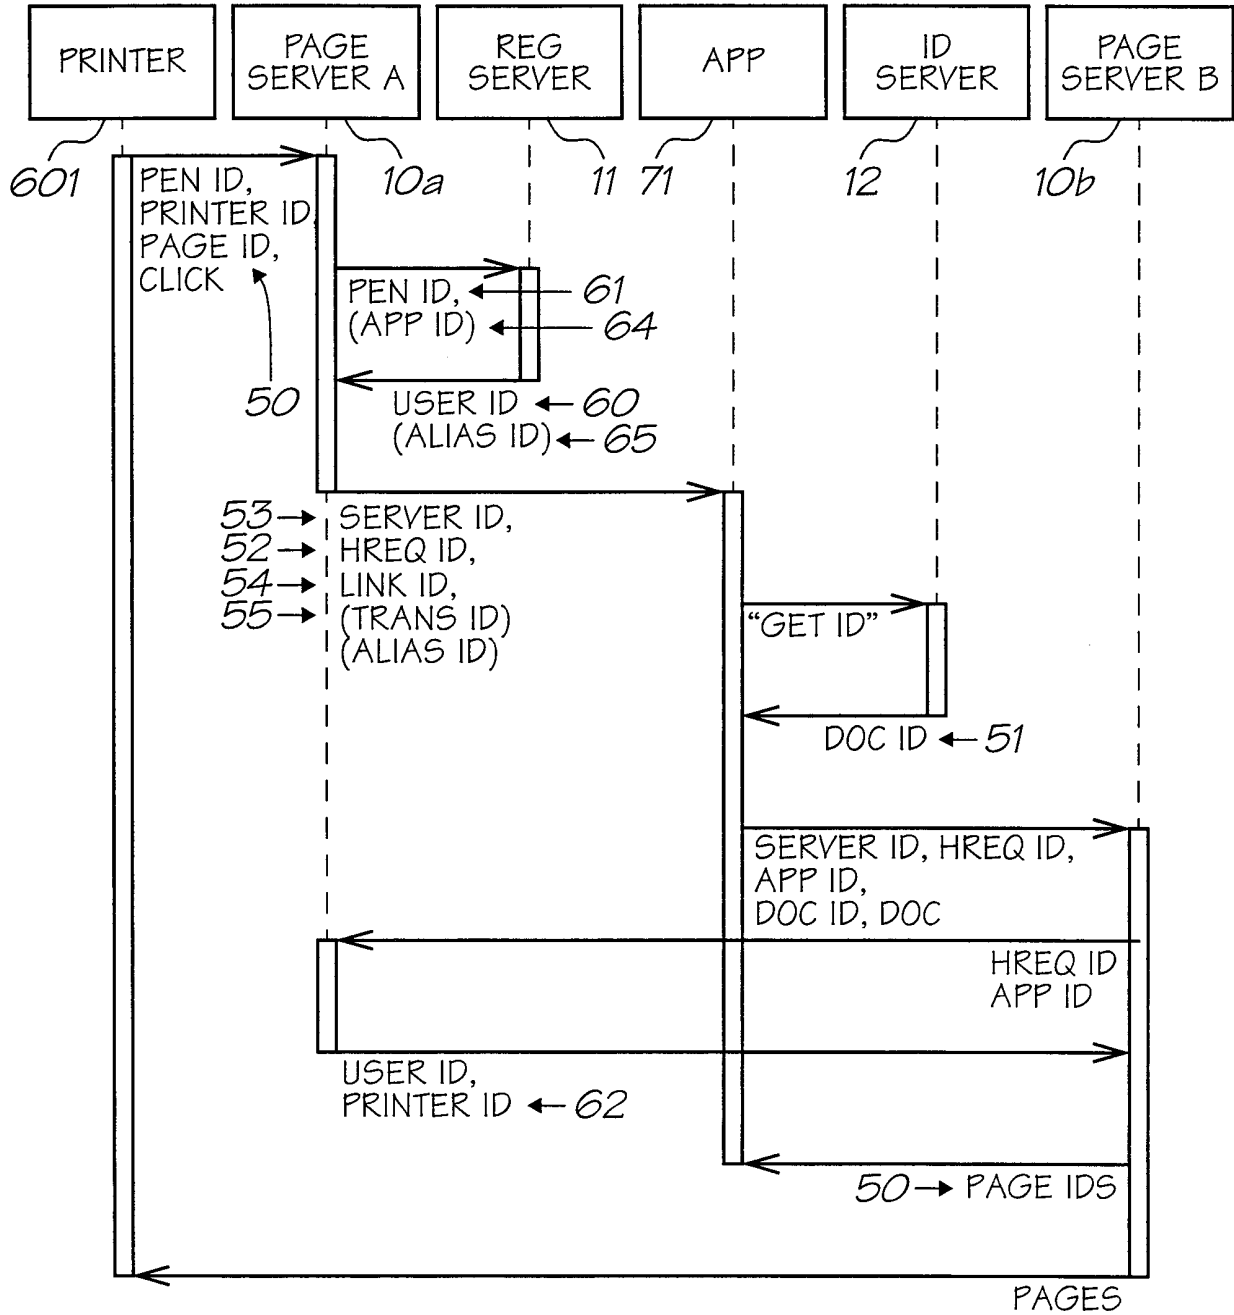 PRINTER
PAGE
SERVER A
REG
SERVER
APP
ID
SERVER
PAGE
SERVER B
601
10a
11
71
12
10b
PEN ID,
PRINTER ID,
PAGE ID,
CLICK
50
PEN ID,
61
(APP ID)
64
USER ID
60
(ALIAS ID)
65
53
SERVER ID,
52
HREQ ID,
54
LINK ID,
55
(TRANS ID)
(ALIAS ID)
“GET ID”
DOC ID
51
SERVER ID, HREQ ID,
APP ID,
DOC ID, DOC
HREQ ID
APP ID
USER ID,
PRINTER ID
62
50
PAGE IDS
PAGES